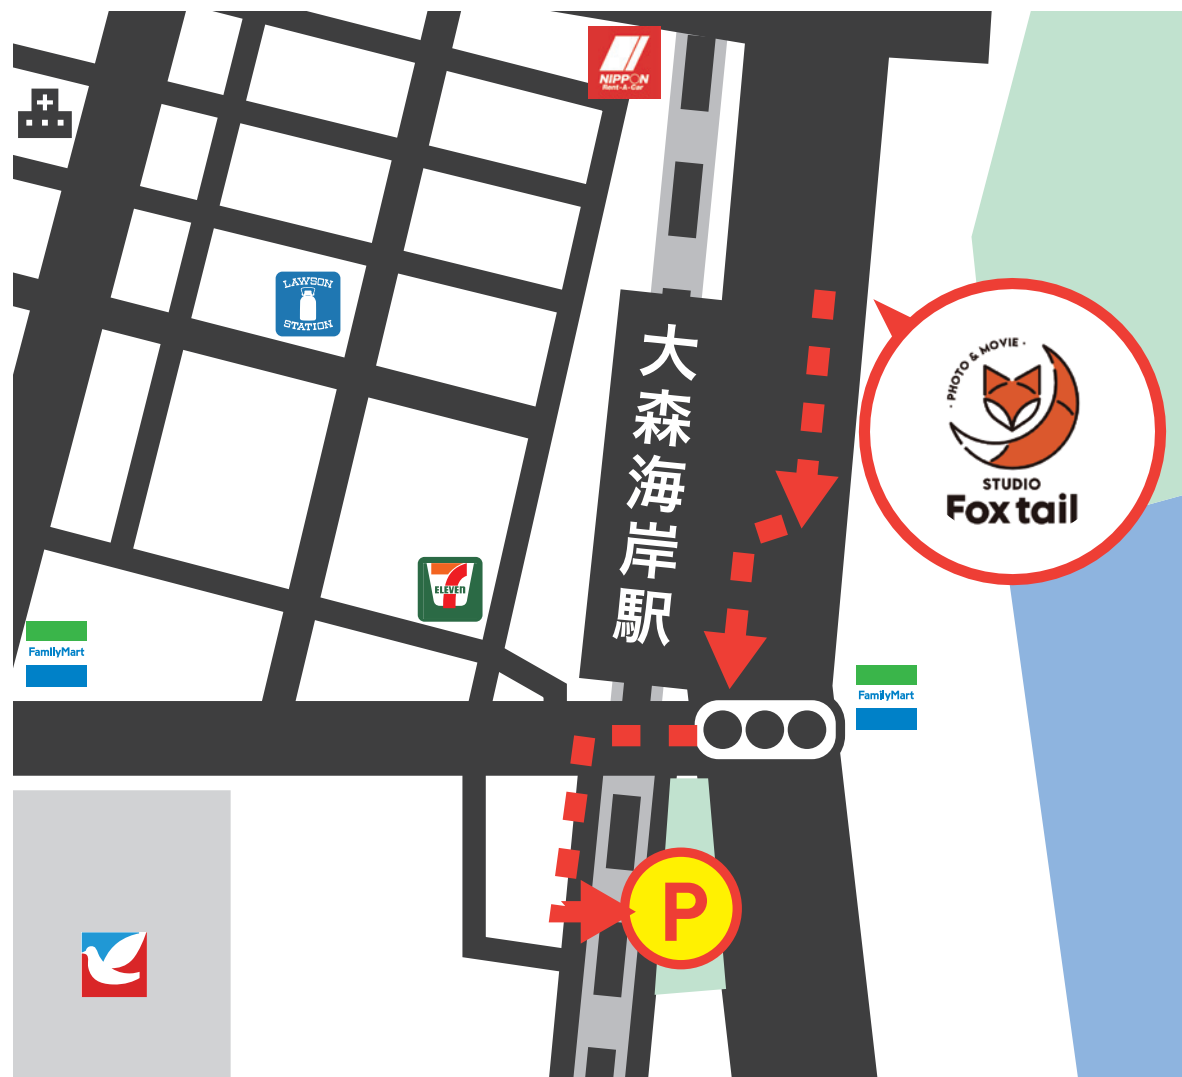 NIPPON
Rent-A-Car
LAWSON
STATION
大森海岸駅
· PHOTO & MOVIE ·
STUDIO
Fox tail
ELEVEN
FamilyMart
FamilyMart
P